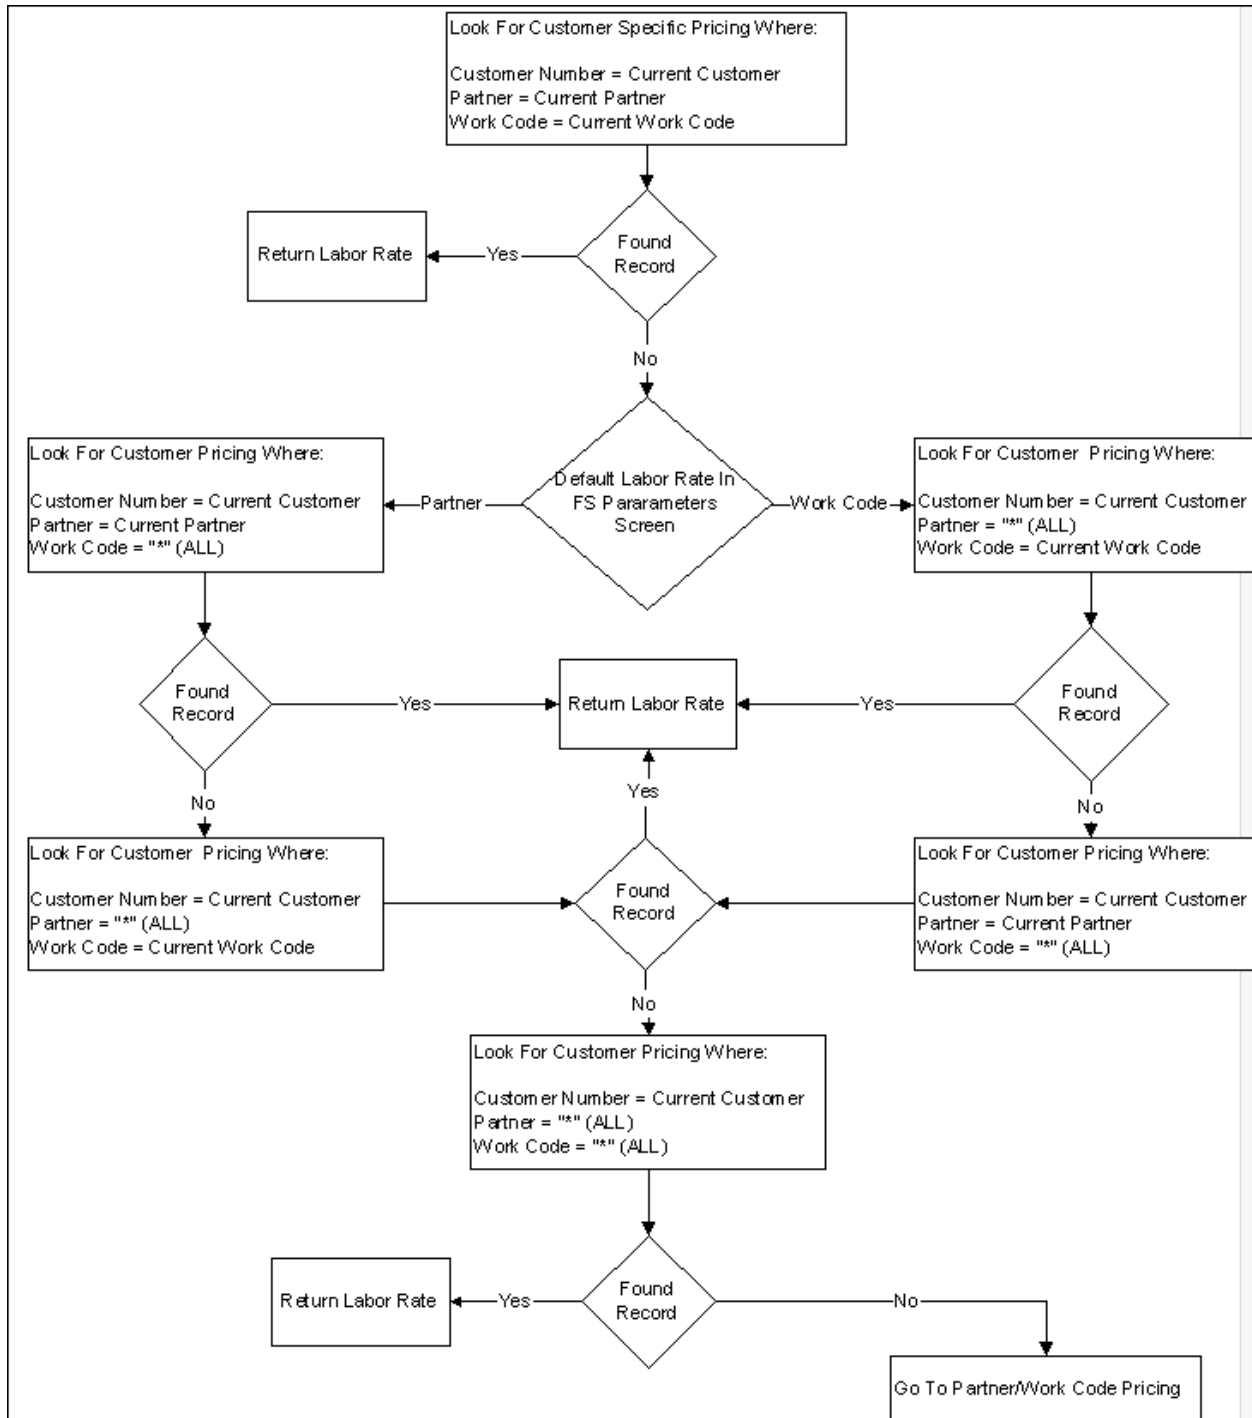 Look For Customer Specific Pricing Where:
Customer Number = Current Customer
Partner = Current Partner
Work Code = Current Work Code
Found
Record
Yes
Return Labor Rate
No
Default Labor Rate In
FS Pararameters
Screen
Partner
Work Code
Look For Customer Pricing Where:
Customer Number = Current Customer
Partner = Current Partner
Work Code = "*" (ALL)
Look For Customer Pricing Where:
Customer Number = Current Customer
Partner = "*" (ALL)
Work Code = Current Work Code
Found
Record
Yes
Return Labor Rate
Yes
Found
Record
No
Yes
No
Look For Customer Pricing Where:
Customer Number = Current Customer
Partner = "*" (ALL)
Work Code = Current Work Code
Found
Record
Look For Customer Pricing Where:
Customer Number = Current Customer
Partner = Current Partner
Work Code = "*" (ALL)
No
Look For Customer Pricing Where:
Customer Number = Current Customer
Partner = "*" (ALL)
Work Code = "*" (ALL)
Found
Record
Yes
Return Labor Rate
No
Go To Partner/Work Code Pricing